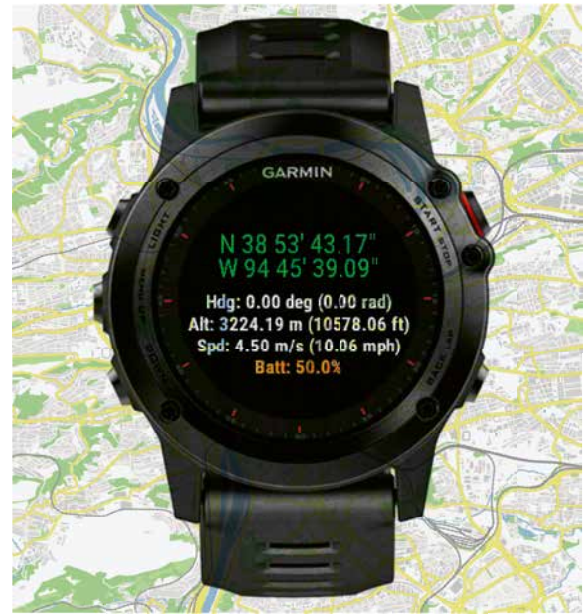 GARMIN
LIGHT
START STOP
N 38 53' 43.17"
W 94 45' 39.09"
Hdg: 0.00 deg (0.00 rad)
Alt: 3224.19 m (10578.06 ft)
Spd: 4.50 m/s (10.06 mph)
Batt: 50.0%
BACK LAP